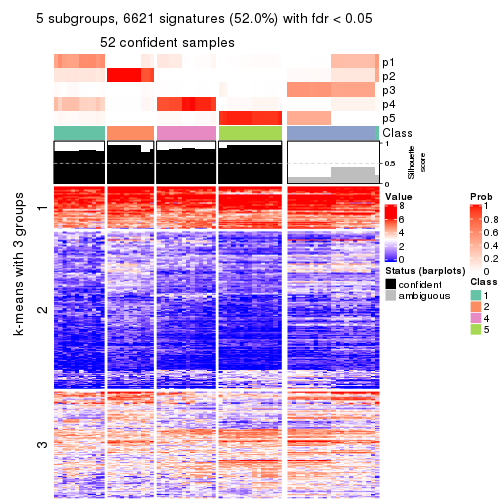 5 subgroups, 6621 signatures (52.0%) with fdr < 0.05
52 confident samples
p1
p2
p3
p4
p5
Class
1
0.5
0
Silhouette
score
k-means with 3 groups
1
2
3
Value
8
6
4
2
0
Status (barplots)
confident
ambiguous
Prob
1
0.8
0.6
0.4
0.2
0
Class
1
2
4
5